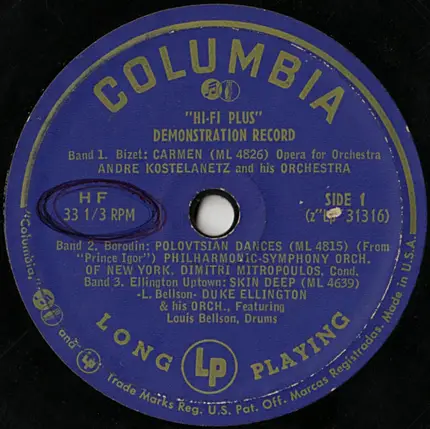 COLUMBIA
"HI-FI PLUS"
DEMONSTRATION RECORD
Band 1. Bizet: CARMEN (ML 4826) Opera for Orchestra
ANDRE KOSTELANETZ and his ORCHESTRA
HF
33 1/3 RPM
SIDE 1
(z"LP 31316)
Band 2. Borodin: POLOVTSIAN DANCES (ML 4815) (From
"Prince Igor") PHILHARMONIC-SYMPHONY ORCH.
OF NEW YORK. DIMITRI MITROPOULOS, Cond.
Band 3. Ellington Uptown: SKIN DEEP (ML 4639)
-L. Bellson- DUKE ELLINGTON
& his ORCH., Featuring
Louis Bellson, Drums
LONG LP PLAYING
"Columbia," and LP Trade Marks Reg. U.S. Pat. Off. Marcas Registradas. Made in U.S.A.